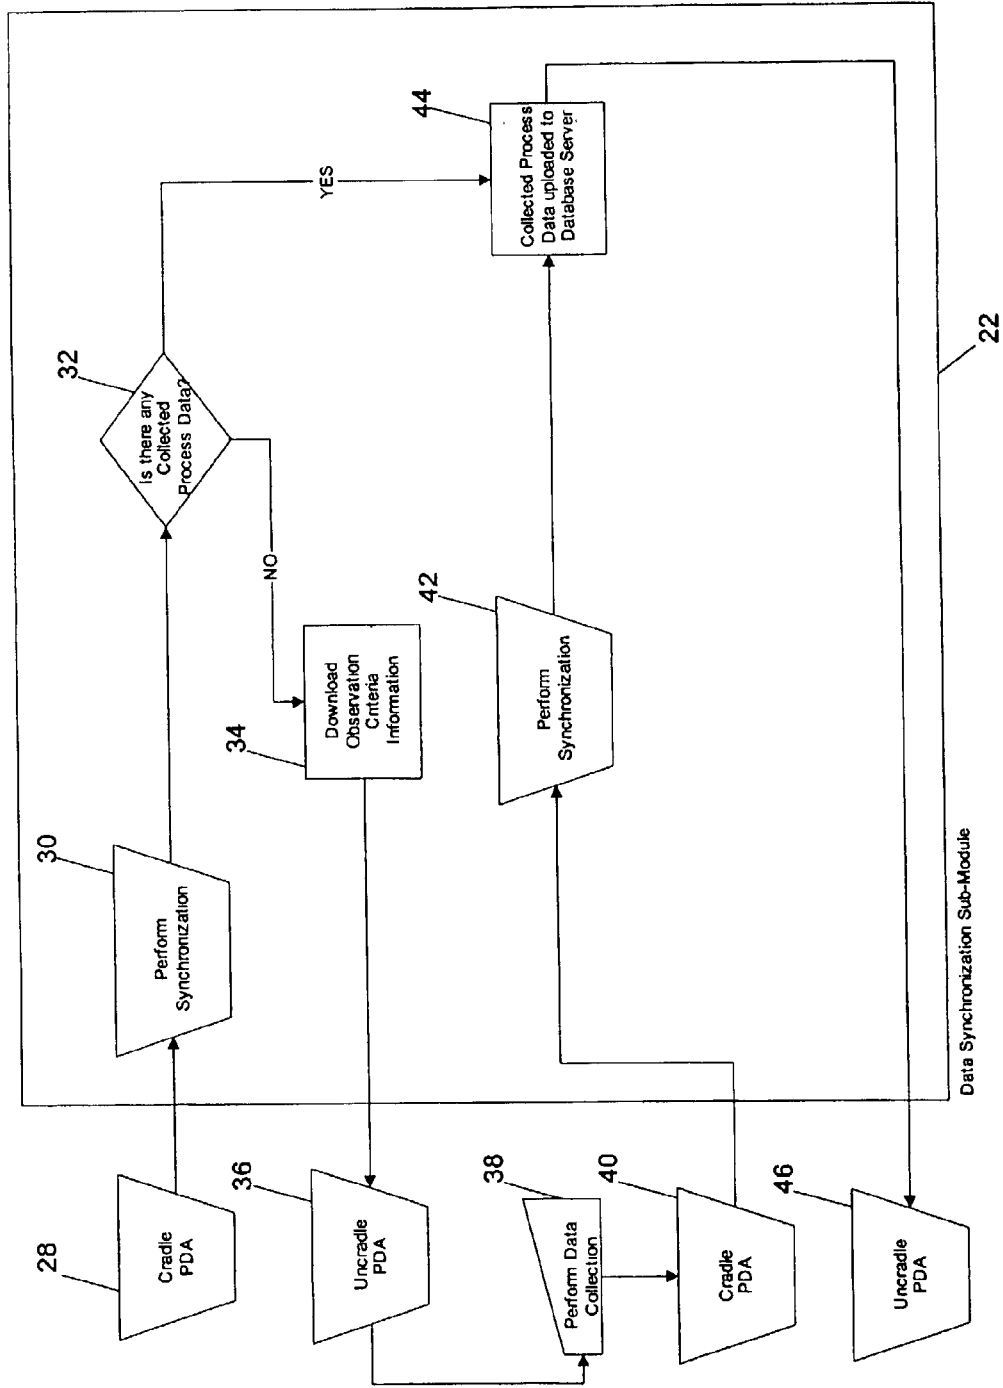 28
Cradle
PDA
30
Perform
Synchronization
32
Is there any
Collected
Process Data?
YES
NO
34
Download
Observation
Criteria
Information
36
Uncradle
PDA
38
Perform Data
Collection
40
Cradle
PDA
42
Perform
Synchronization
44
Collected Process
Data uploaded to
Database Server
46
Uncradle
PDA
Data Synchronization Sub-Module
22